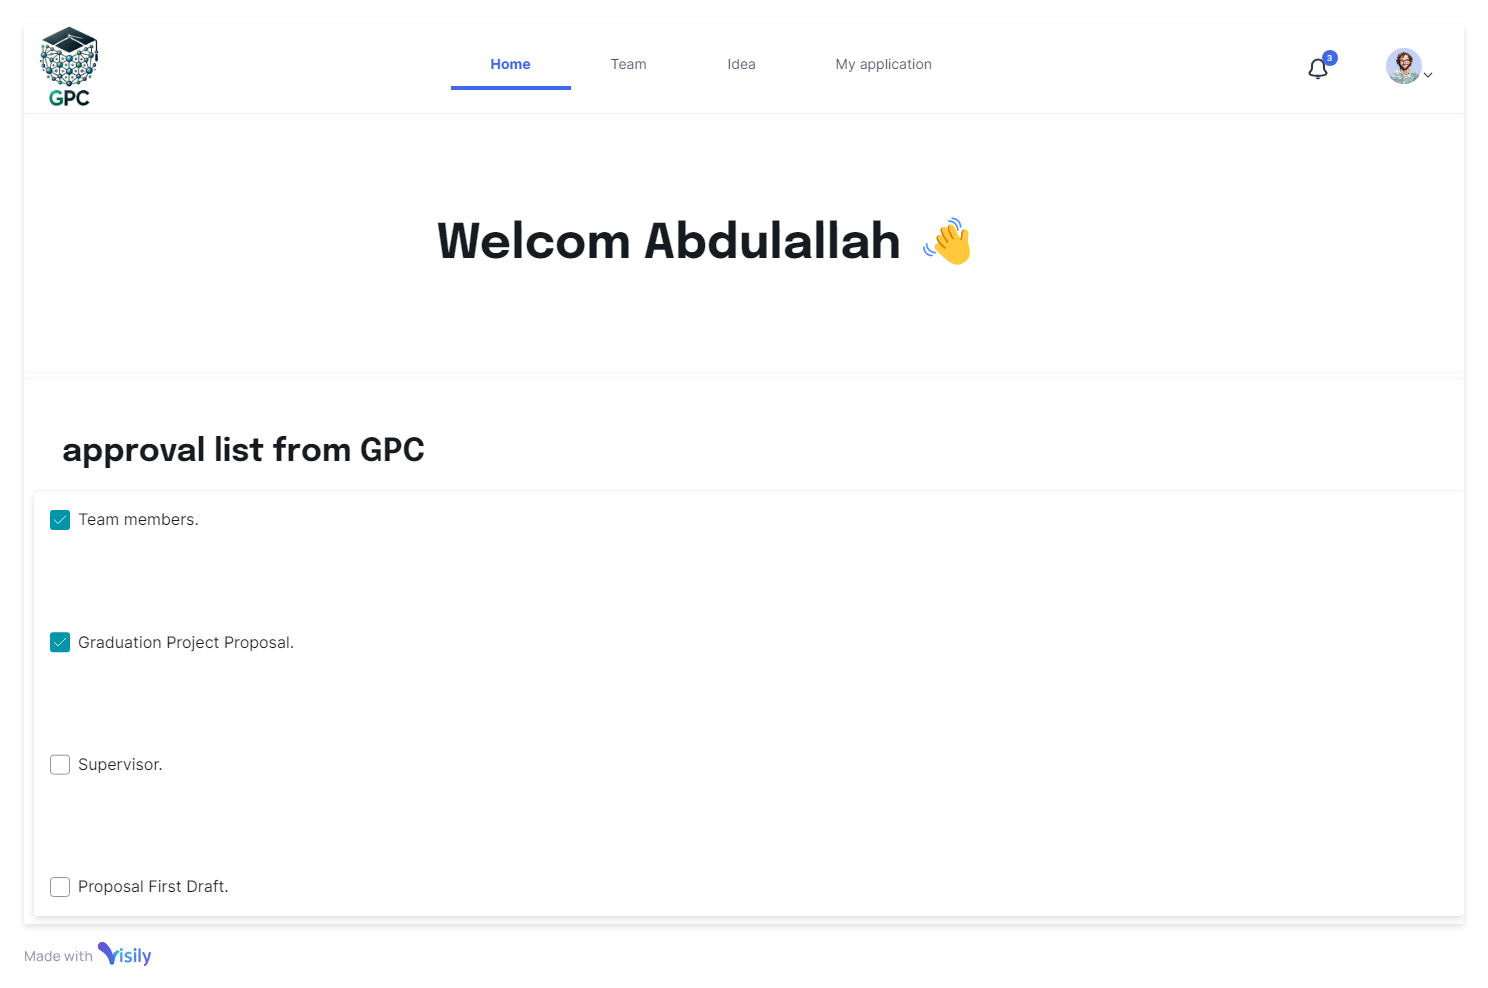 GPC
Home
Team
Idea
My application
3
Welcom Abdulallah
approval list from GPC
Team members.
Graduation Project Proposal.
Supervisor.
Proposal First Draft.
Made with Visily